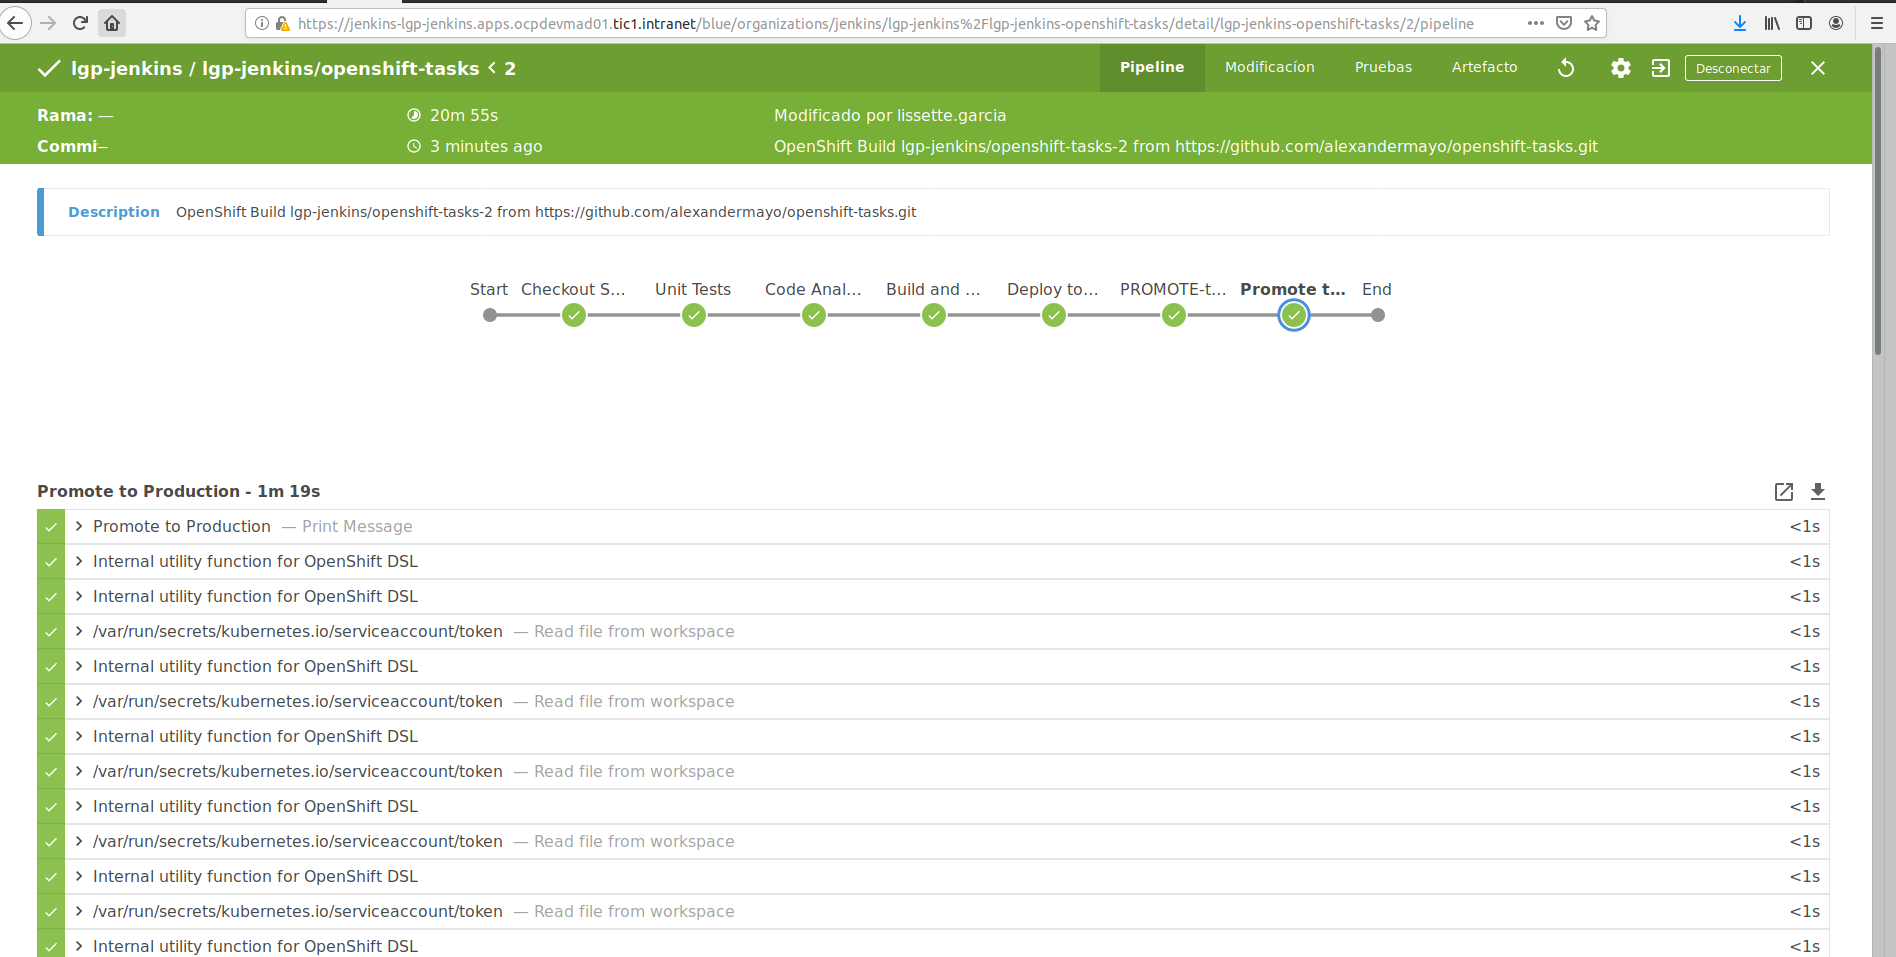 https://jenkins-lgp-jenkins.apps.ocpdevmad01.tic1.intranet/blue/organizations/jenkins/lgp-jenkins%2Flgp-jenkins-openshift-tasks/detail/lgp-jenkins-openshift-tasks/2/pipeline
lgp-jenkins / lgp-jenkins/openshift-tasks < 2 Pipeline Modificacíon Pruebas Artefacto Desconectar
Rama: — 20m 55s Modificado por lissette.garcia
Commi— 3 minutes ago OpenShift Build lgp-jenkins/openshift-tasks-2 from https://github.com/alexandermayo/openshift-tasks.git
Description OpenShift Build lgp-jenkins/openshift-tasks-2 from https://github.com/alexandermayo/openshift-tasks.git
Start Checkout S... Unit Tests Code Anal... Build and ... Deploy to... PROMOTE-t... Promote t... End
Promote to Production - 1m 19s
Promote to Production — Print Message <1s
Internal utility function for OpenShift DSL <1s
Internal utility function for OpenShift DSL <1s
/var/run/secrets/kubernetes.io/serviceaccount/token — Read file from workspace <1s
Internal utility function for OpenShift DSL <1s
/var/run/secrets/kubernetes.io/serviceaccount/token — Read file from workspace <1s
Internal utility function for OpenShift DSL <1s
/var/run/secrets/kubernetes.io/serviceaccount/token — Read file from workspace <1s
Internal utility function for OpenShift DSL <1s
/var/run/secrets/kubernetes.io/serviceaccount/token — Read file from workspace <1s
Internal utility function for OpenShift DSL <1s
/var/run/secrets/kubernetes.io/serviceaccount/token — Read file from workspace <1s
Internal utility function for OpenShift DSL <1s